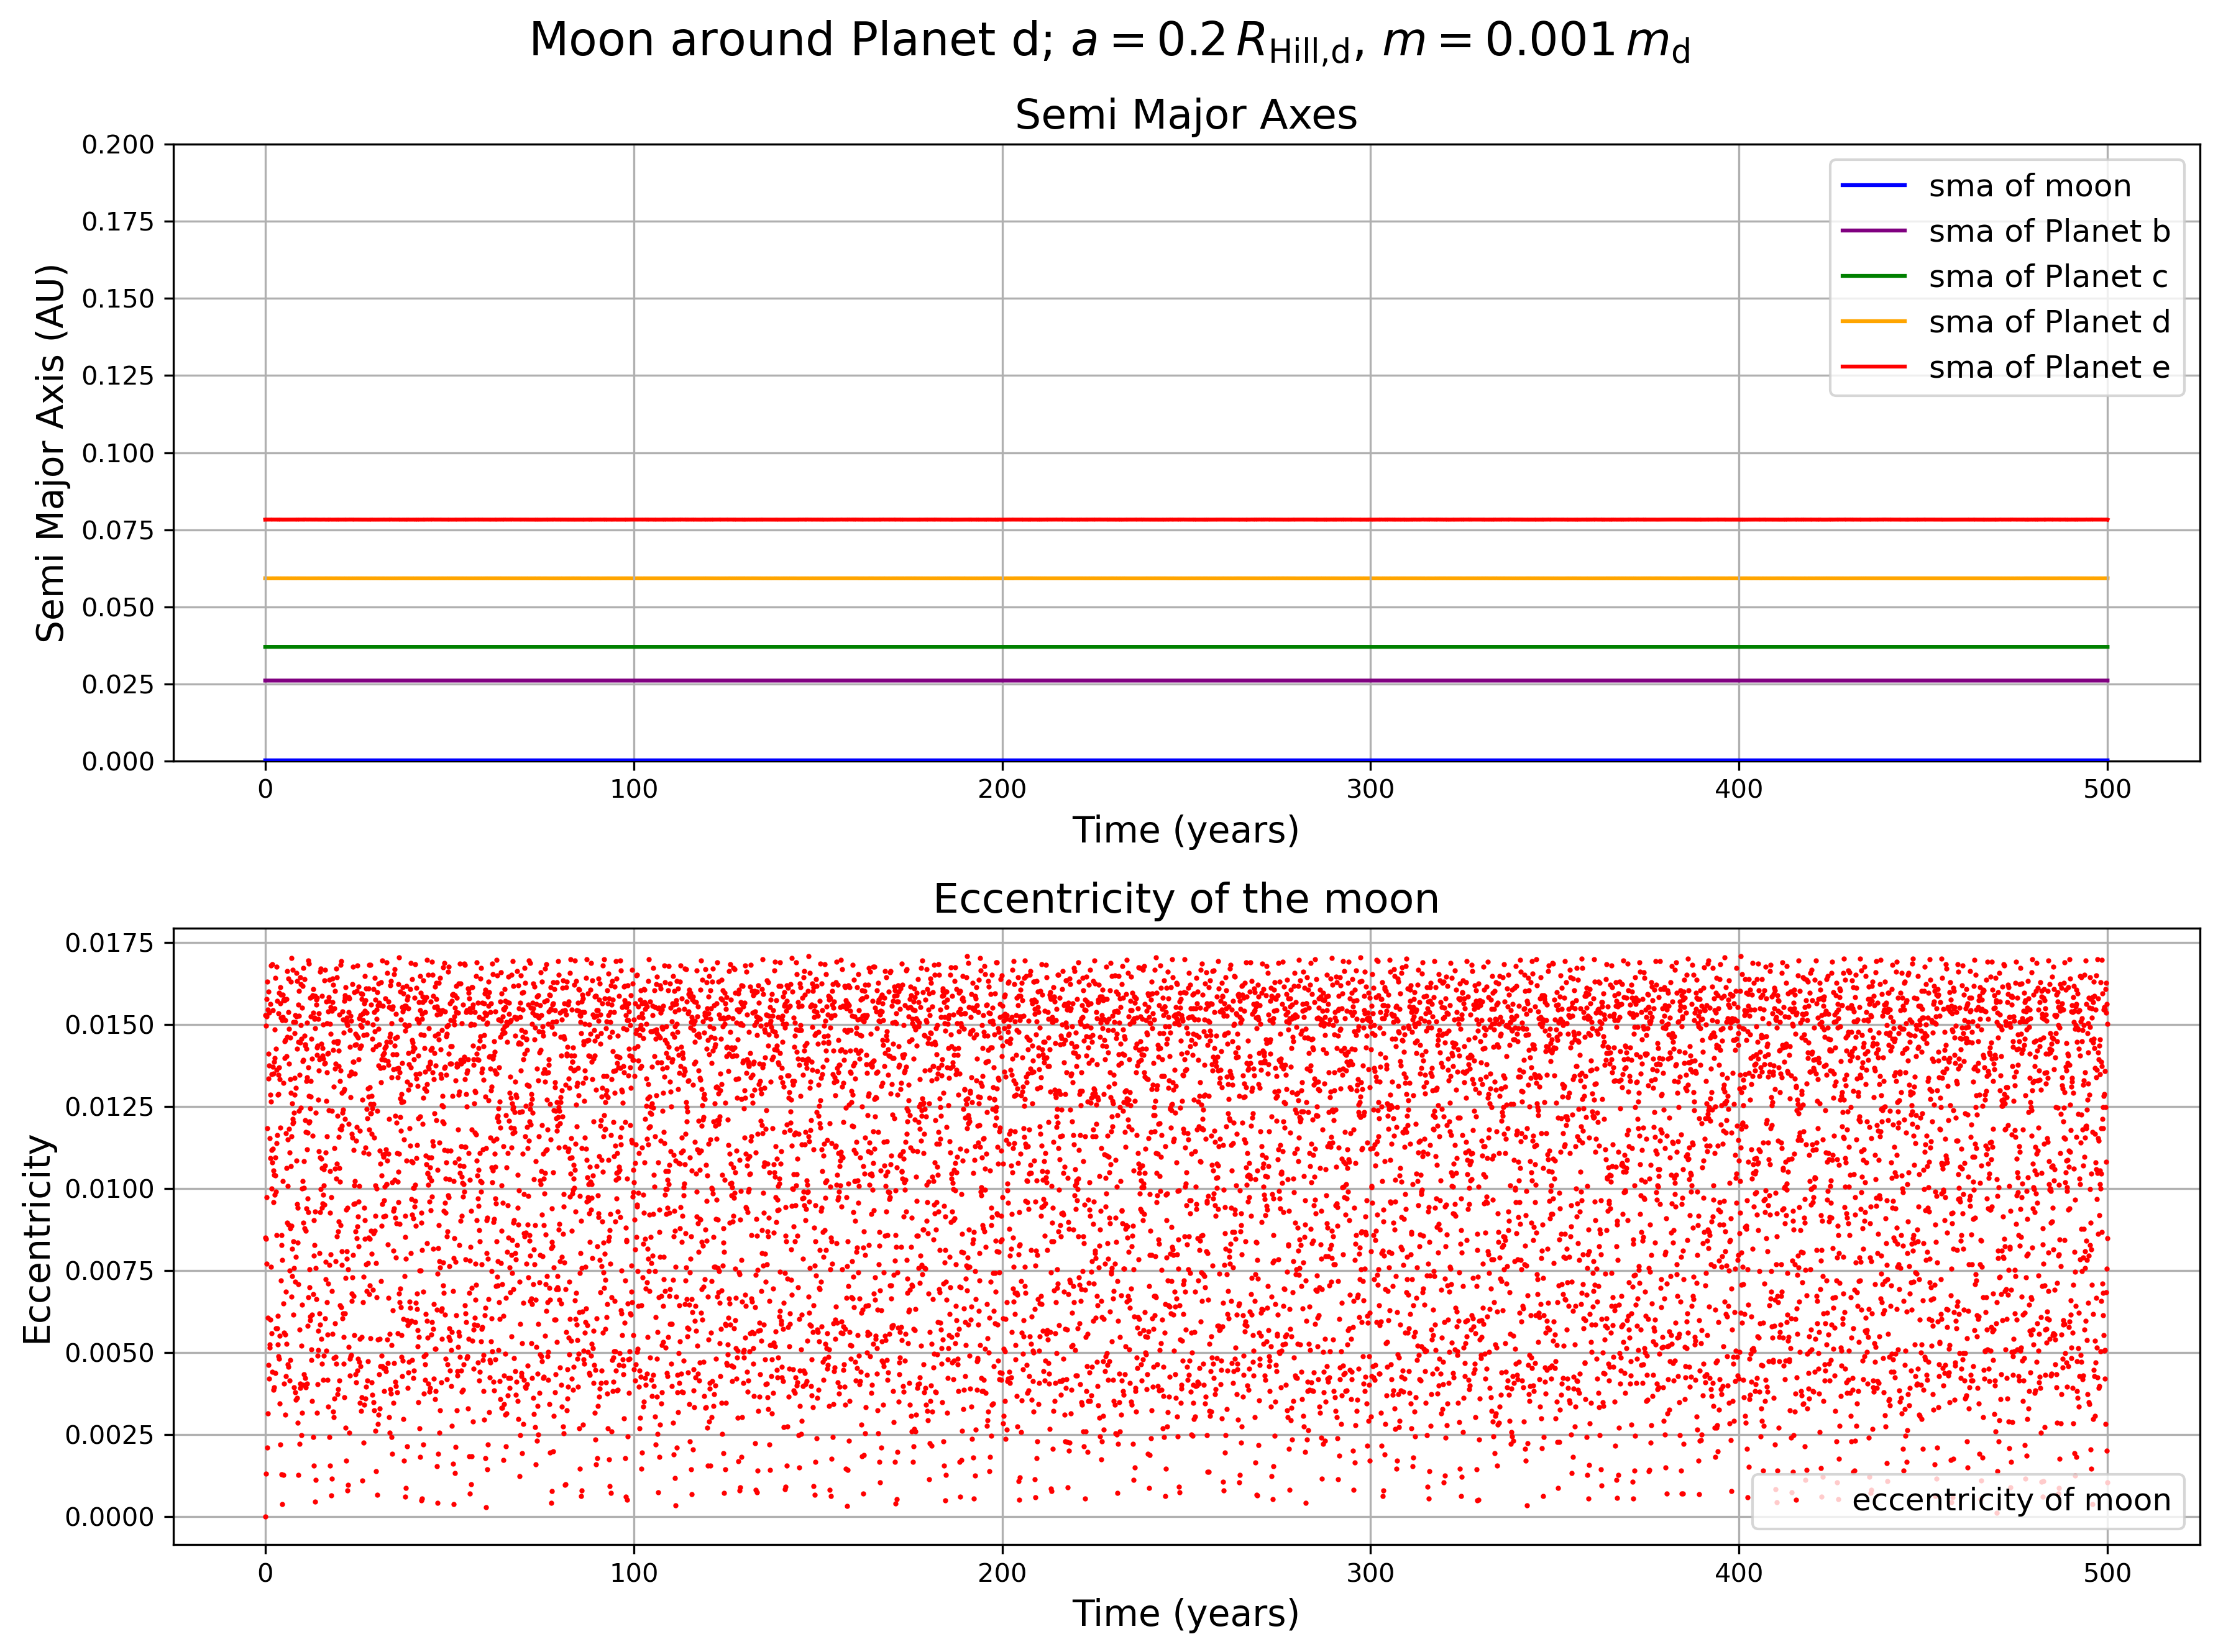 Moon around Planet d; a = 0.2 R_Hill,d, m = 0.001 m_d
Semi Major Axes
Semi Major Axis (AU)
0.200
0.175
0.150
0.125
0.100
0.075
0.050
0.025
0.000
sma of moon
sma of Planet b
sma of Planet c
sma of Planet d
sma of Planet e
0 100 200 300 400 500
Time (years)
Eccentricity of the moon
Eccentricity
0.0175
0.0150
0.0125
0.0100
0.0075
0.0050
0.0025
0.0000
eccentricity of moon
0 100 200 300 400 500
Time (years)